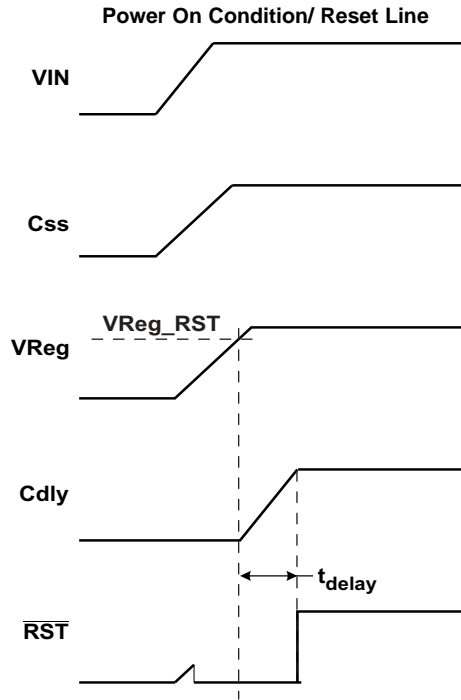 Power On Condition/ Reset Line
VIN
Css
VReg_RST
VReg
Cdly
tdelay
RST